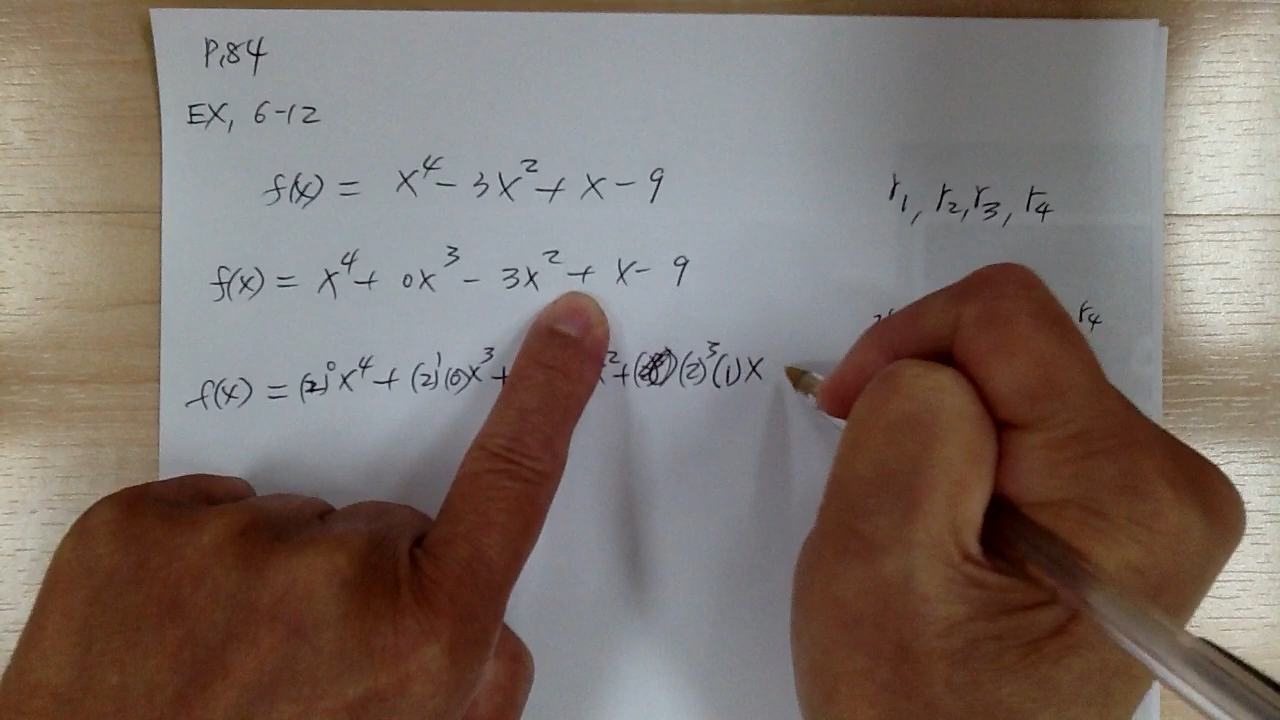 P.84
EX, 6-12
f(x) = x⁴ - 3x² + x - 9
r₁, r₂, r₃, r₄
f(x) = x⁴ + 0x³ - 3x² + x - 9
r₄
f(x) = (2)⁰x⁴ + (2)¹(0)x³ + x² + (2)³(1)x